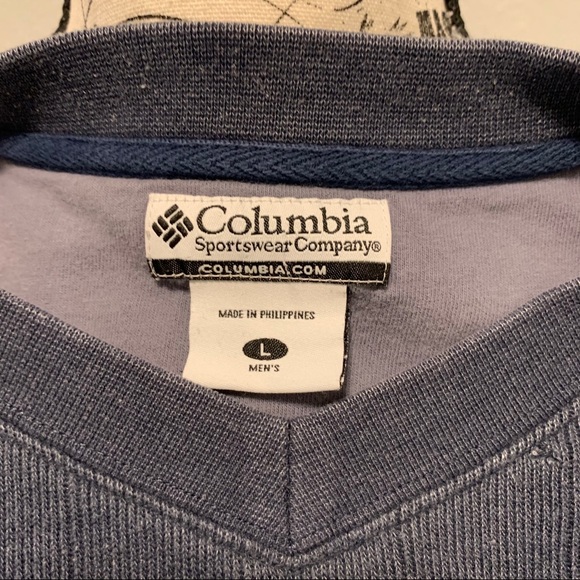 Columbia
Sportswear Company®
COLUMBIA.COM
MADE IN PHILIPPINES
L
MEN'S